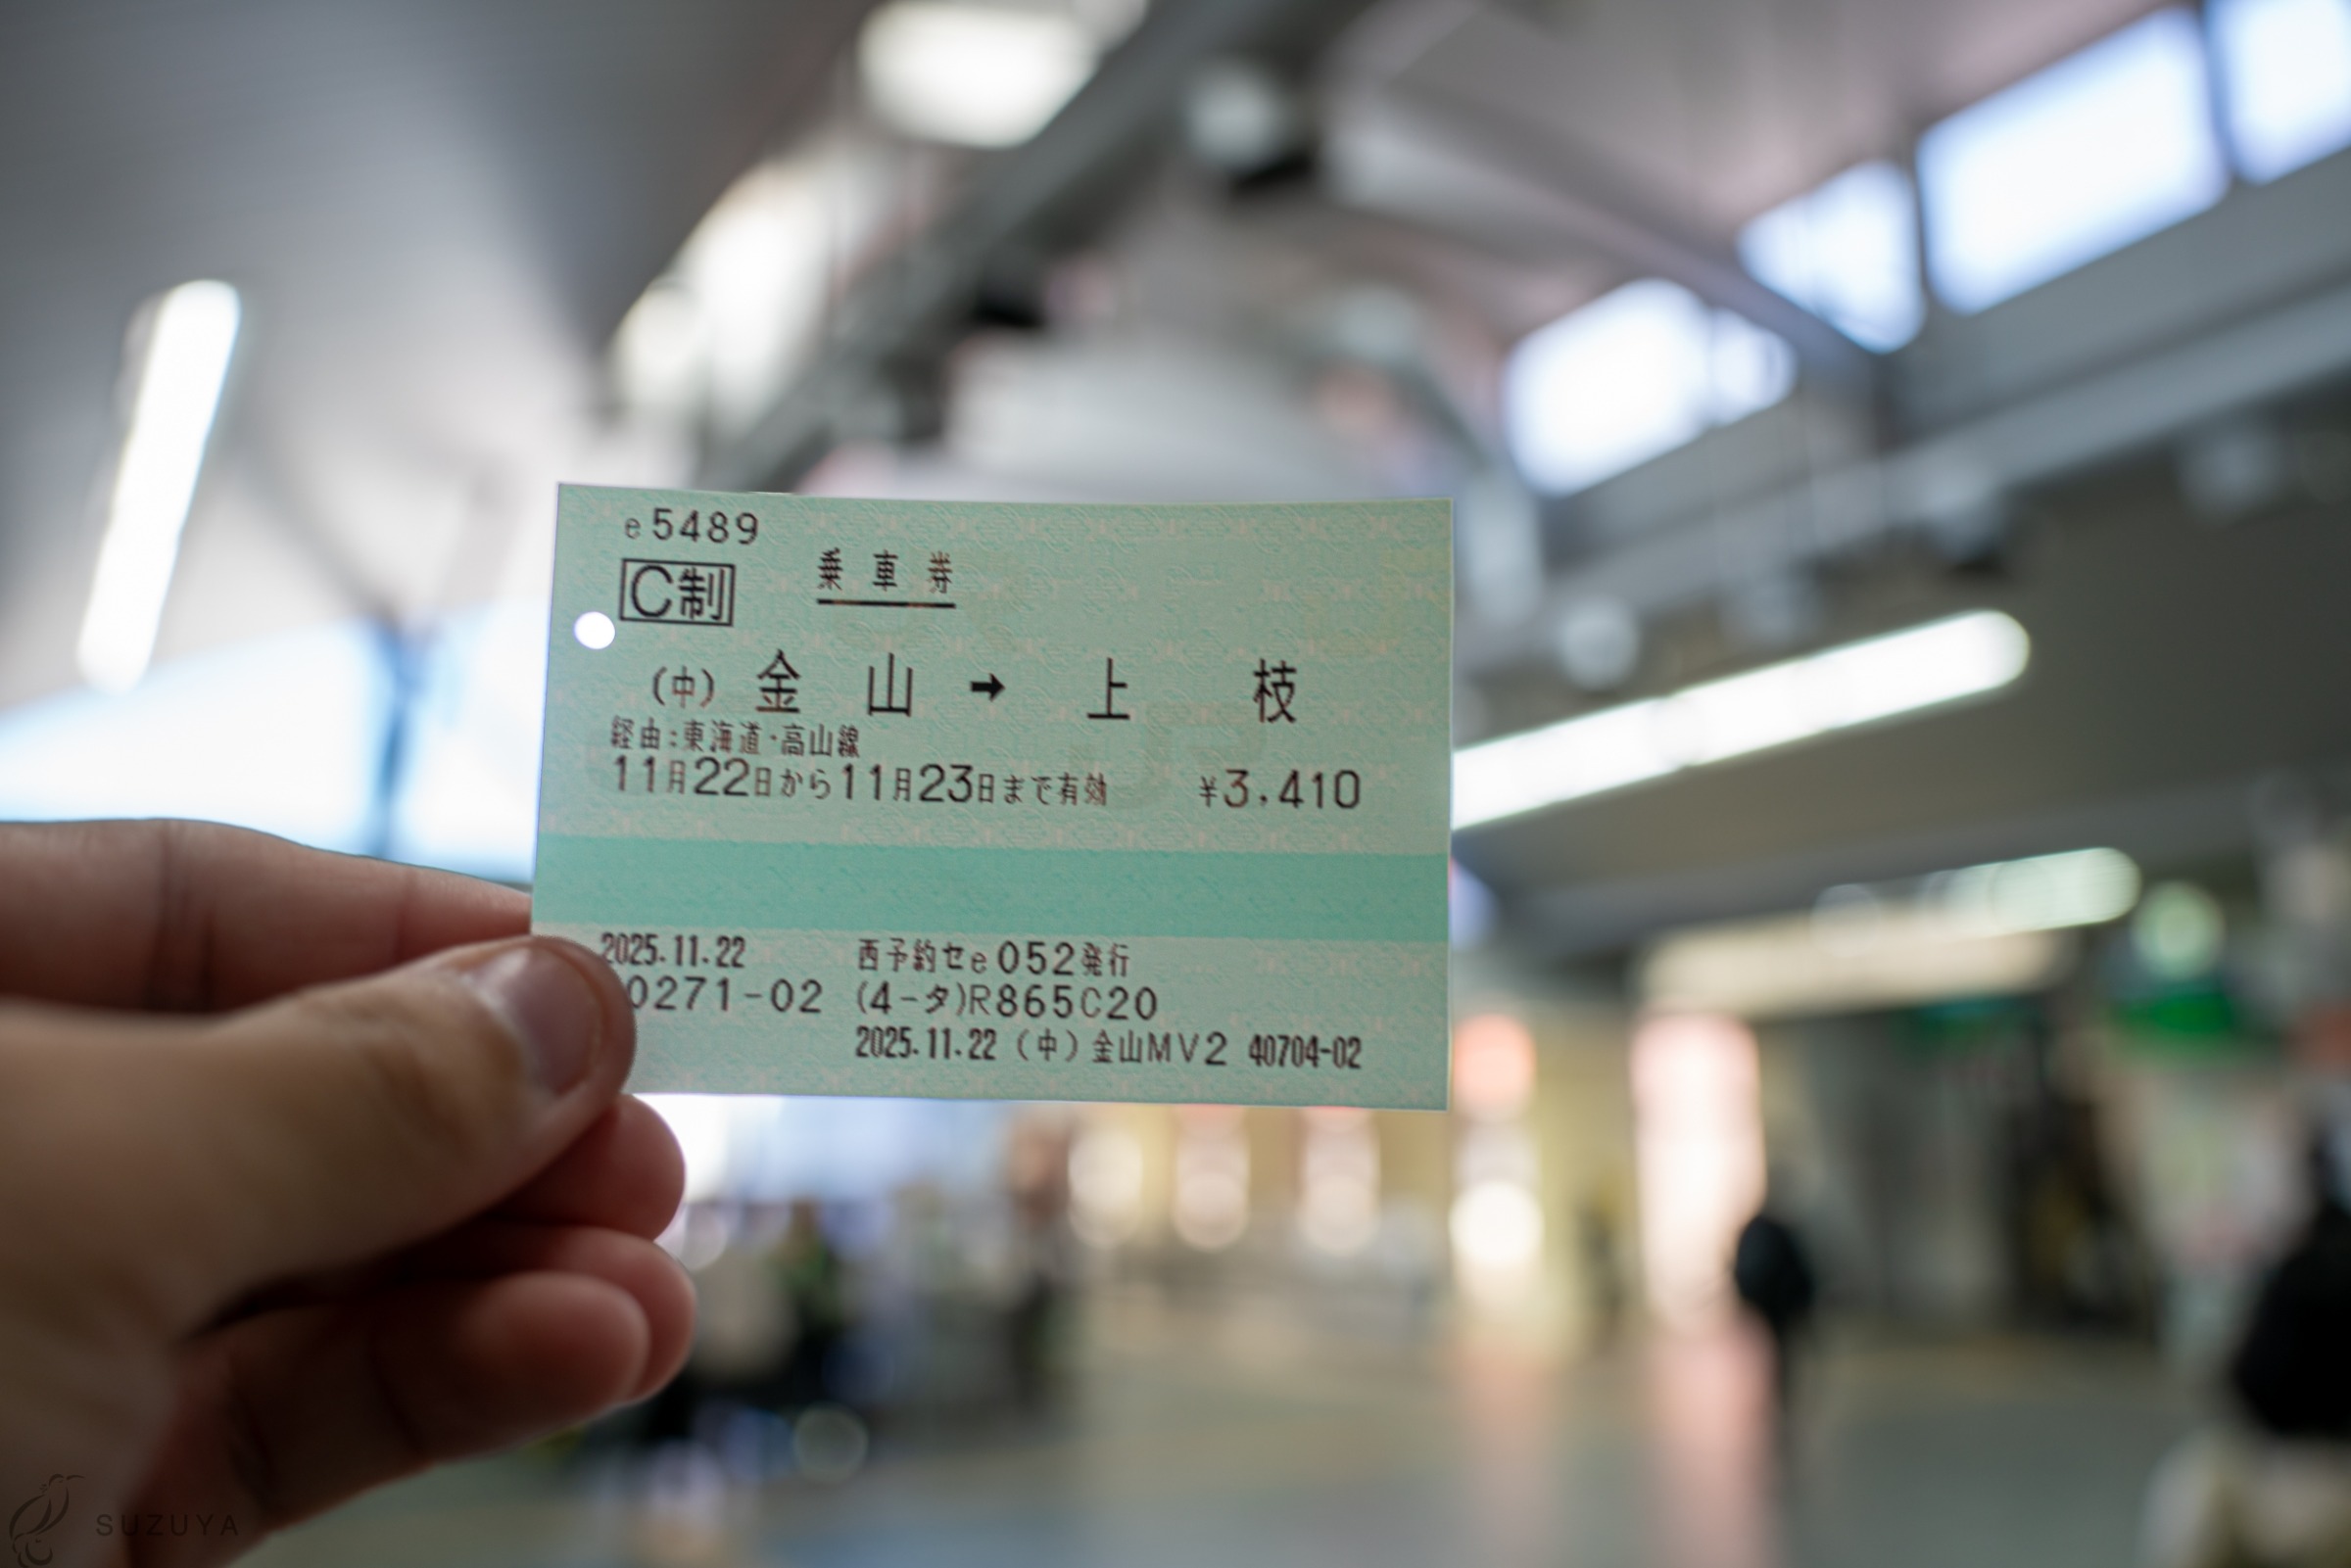 e5489
C制 乗車券
(中) 金山 ➡ 上枝
経由:東海道・高山線
11月22日から11月23日まで有効 ¥3,410
2025.11.22 西予約セe052発行
0271-02 (4-タ)R865C20
2025.11.22 (中) 金山MV2 40704-02
SUZUYA